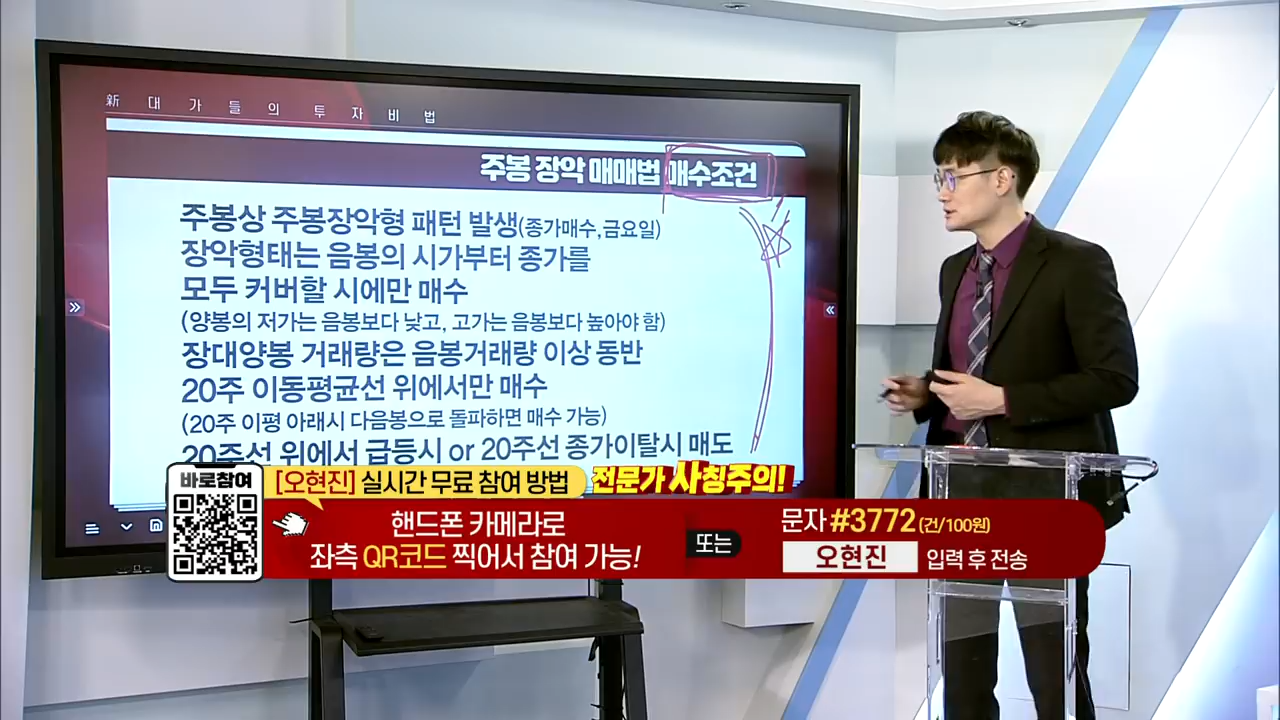 新 대 가 들 의 투 자 비 법
주봉 장악 매매법 매수조건
주봉상 주봉장악형 패턴 발생(종가매수,금요일)
장악형태는 음봉의 시가부터 종가를
모두 커버할 시에만 매수
(양봉의 저가는 음봉보다 낮고, 고가는 음봉보다 높아야 함)
장대양봉 거래량은 음봉거래량 이상 동반
20주 이동평균선 위에서만 매수
(20주 이평 아래시 다음봉으로 돌파하면 매수 가능)
20주선 위에서 급등시 or 20주선 종가이탈시 매도
바로참여
[오현진] 실시간 무료 참여 방법
전문가 사칭주의!
핸드폰 카메라로
좌측 QR코드 찍어서 참여 가능!
또는
문자 #3772 (건/100원)
오현진 입력 후 전송